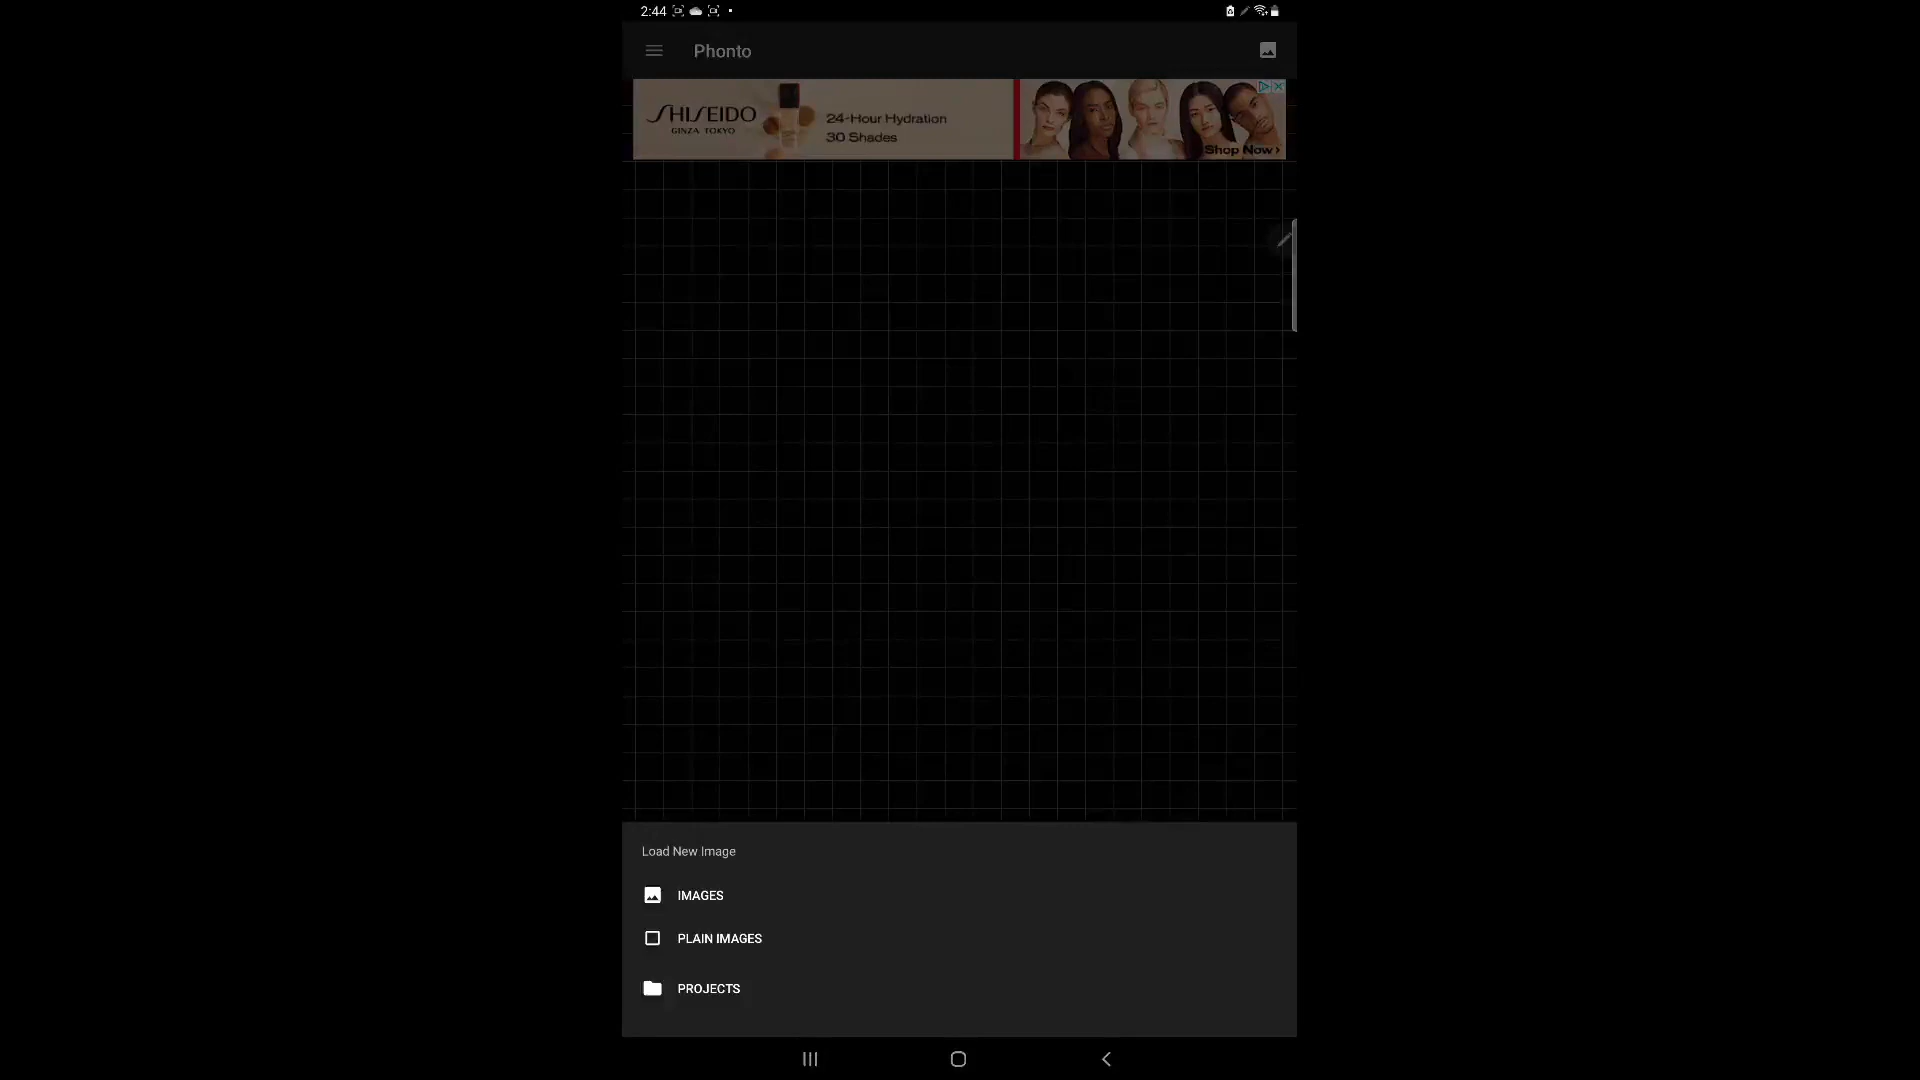 2:44
Phonto
SHISEIDO
GINZA TOKYO
24-Hour Hydration
30 Shades
Shop Now ›
Load New Image
IMAGES
PLAIN IMAGES
PROJECTS